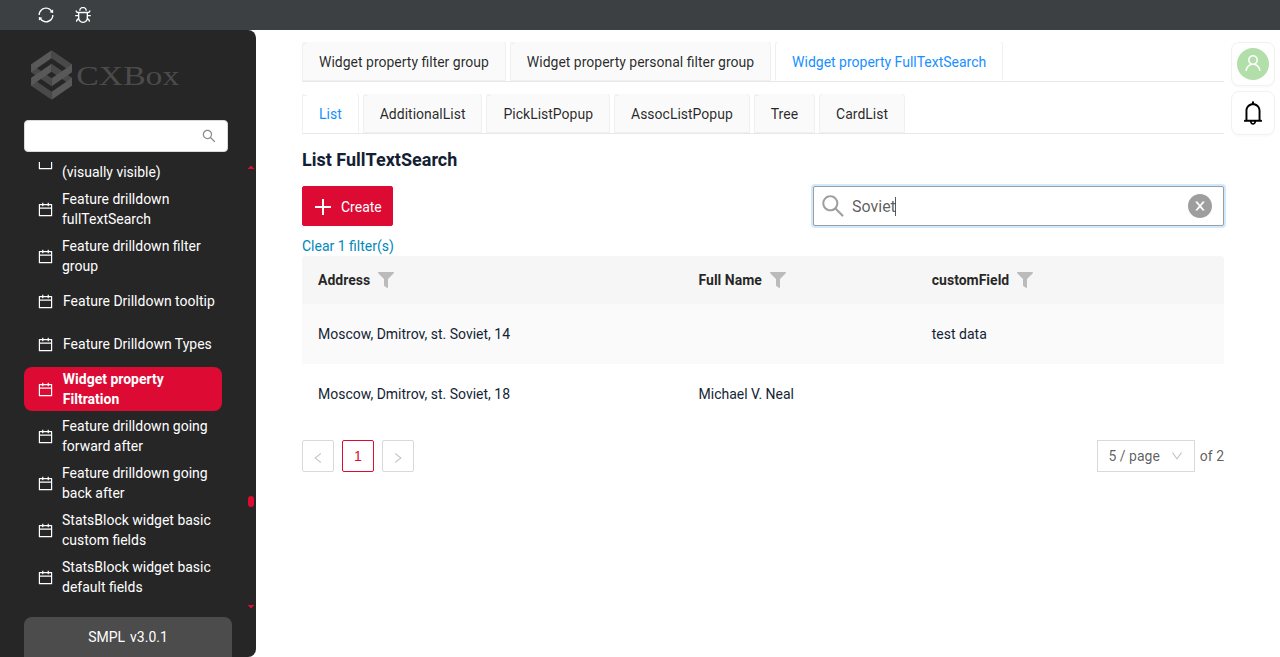 CXBox
(visually visible)
Feature drilldown
fullTextSearch
Feature drilldown filter
group
Feature Drilldown tooltip
Feature Drilldown Types
Widget property
Filtration
Feature drilldown going
forward after
Feature drilldown going
back after
StatsBlock widget basic
custom fields
StatsBlock widget basic
default fields
SMPL v3.0.1
Widget property filter group
Widget property personal filter group
Widget property FullTextSearch
List
AdditionalList
PickListPopup
AssocListPopup
Tree
CardList
List FullTextSearch
Create
Soviet
Clear 1 filter(s)
Address
Full Name
customField
Moscow, Dmitrov, st. Soviet, 14
test data
Moscow, Dmitrov, st. Soviet, 18
Michael V. Neal
< 1 >
5 / page
of 2